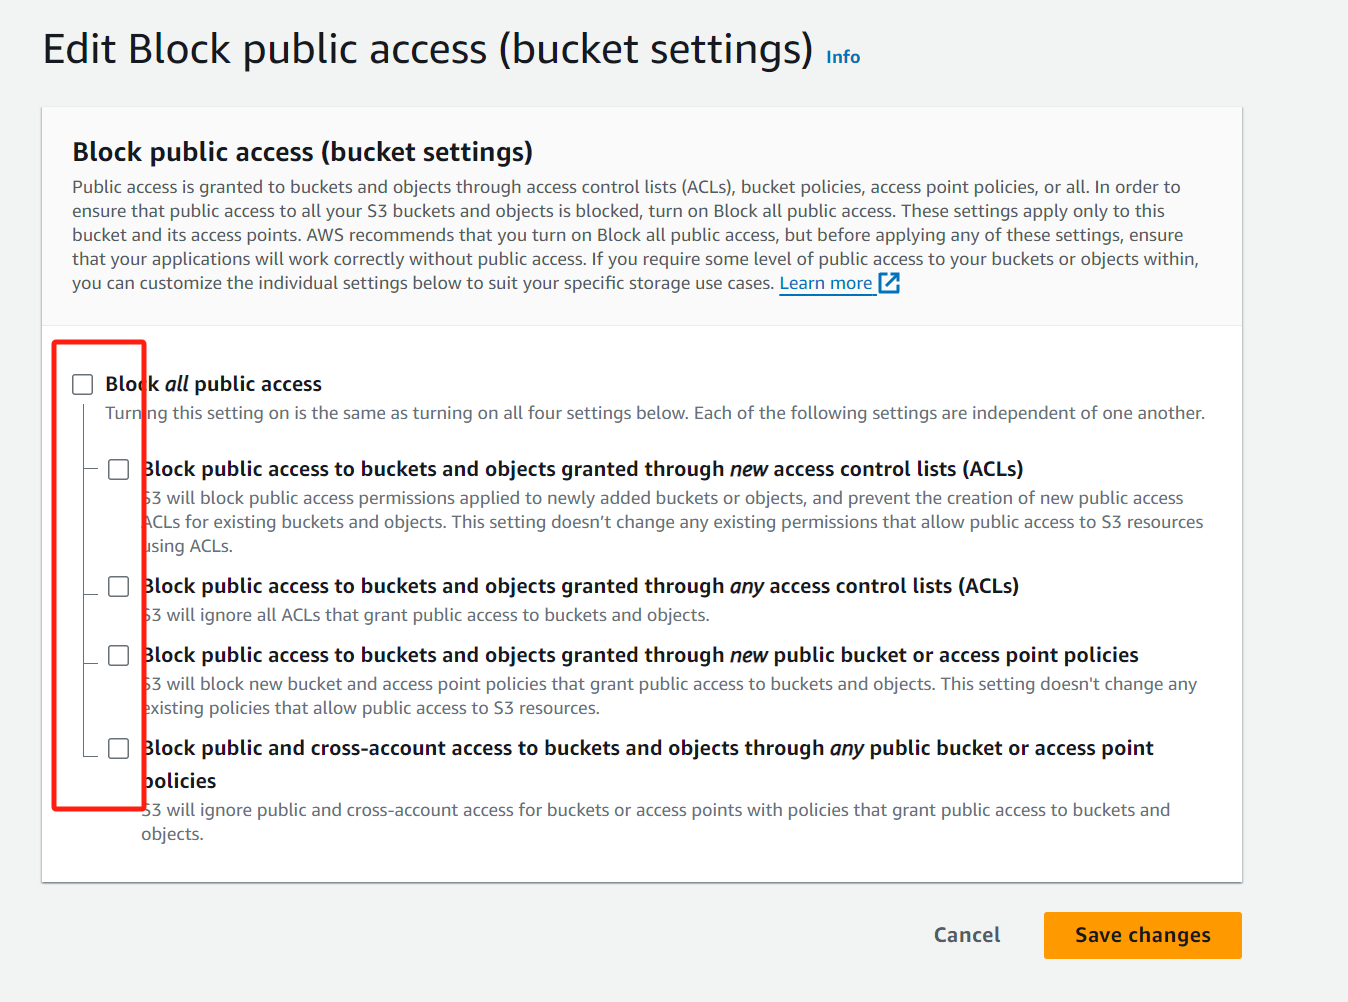 Edit Block public access (bucket settings) Info
Block public access (bucket settings)
Public access is granted to buckets and objects through access control lists (ACLs), bucket policies, access point policies, or all. In order to
ensure that public access to all your S3 buckets and objects is blocked, turn on Block all public access. These settings apply only to this
bucket and its access points. AWS recommends that you turn on Block all public access, but before applying any of these settings, ensure
that your applications will work correctly without public access. If you require some level of public access to your buckets or objects within,
you can customize the individual settings below to suit your specific storage use cases. Learn more
Block all public access
Turning this setting on is the same as turning on all four settings below. Each of the following settings are independent of one another.
Block public access to buckets and objects granted through new access control lists (ACLs)
S3 will block public access permissions applied to newly added buckets or objects, and prevent the creation of new public access
ACLs for existing buckets and objects. This setting doesn’t change any existing permissions that allow public access to S3 resources
using ACLs.
Block public access to buckets and objects granted through any access control lists (ACLs)
S3 will ignore all ACLs that grant public access to buckets and objects.
Block public access to buckets and objects granted through new public bucket or access point policies
S3 will block new bucket and access point policies that grant public access to buckets and objects. This setting doesn't change any
existing policies that allow public access to S3 resources.
Block public and cross-account access to buckets and objects through any public bucket or access point
policies
S3 will ignore public and cross-account access for buckets or access points with policies that grant public access to buckets and
objects.
Cancel
Save changes